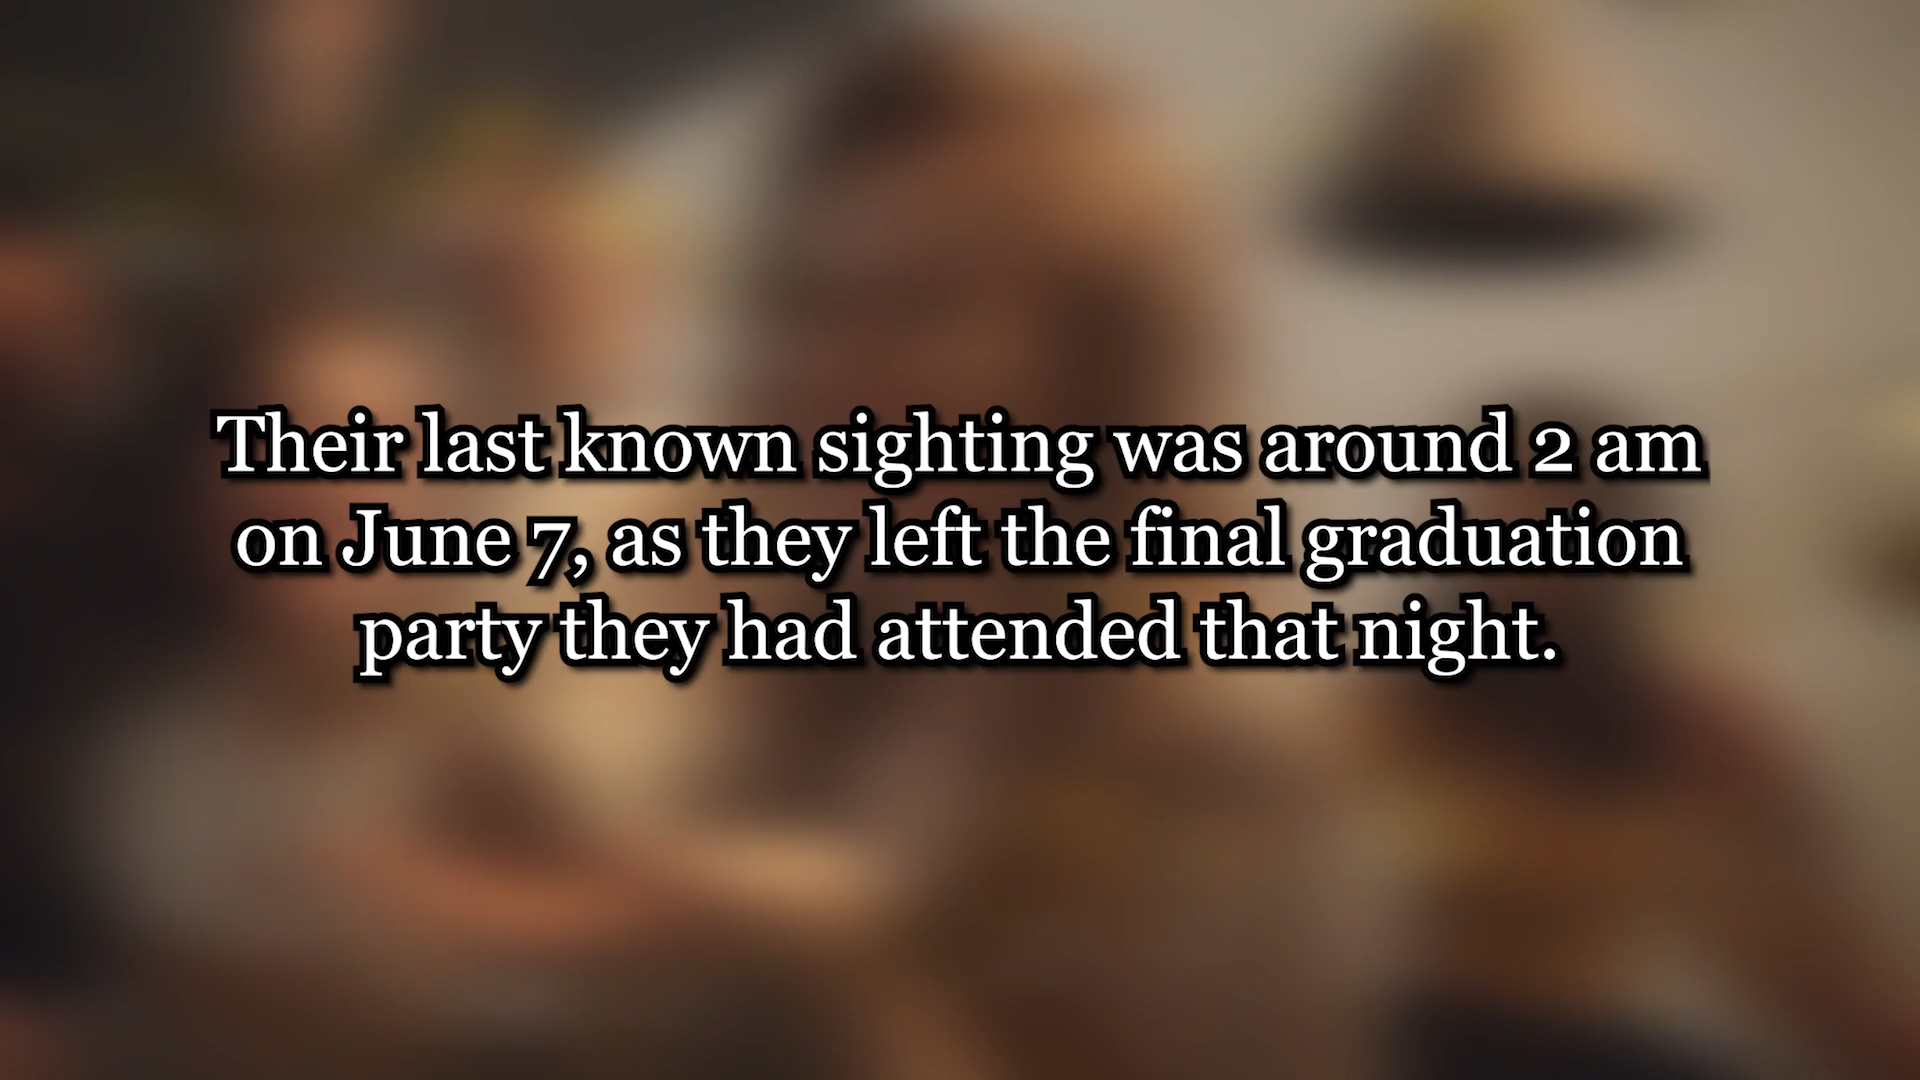 Their last known sighting was around 2 am
on June 7, as they left the final graduation
party they had attended that night.